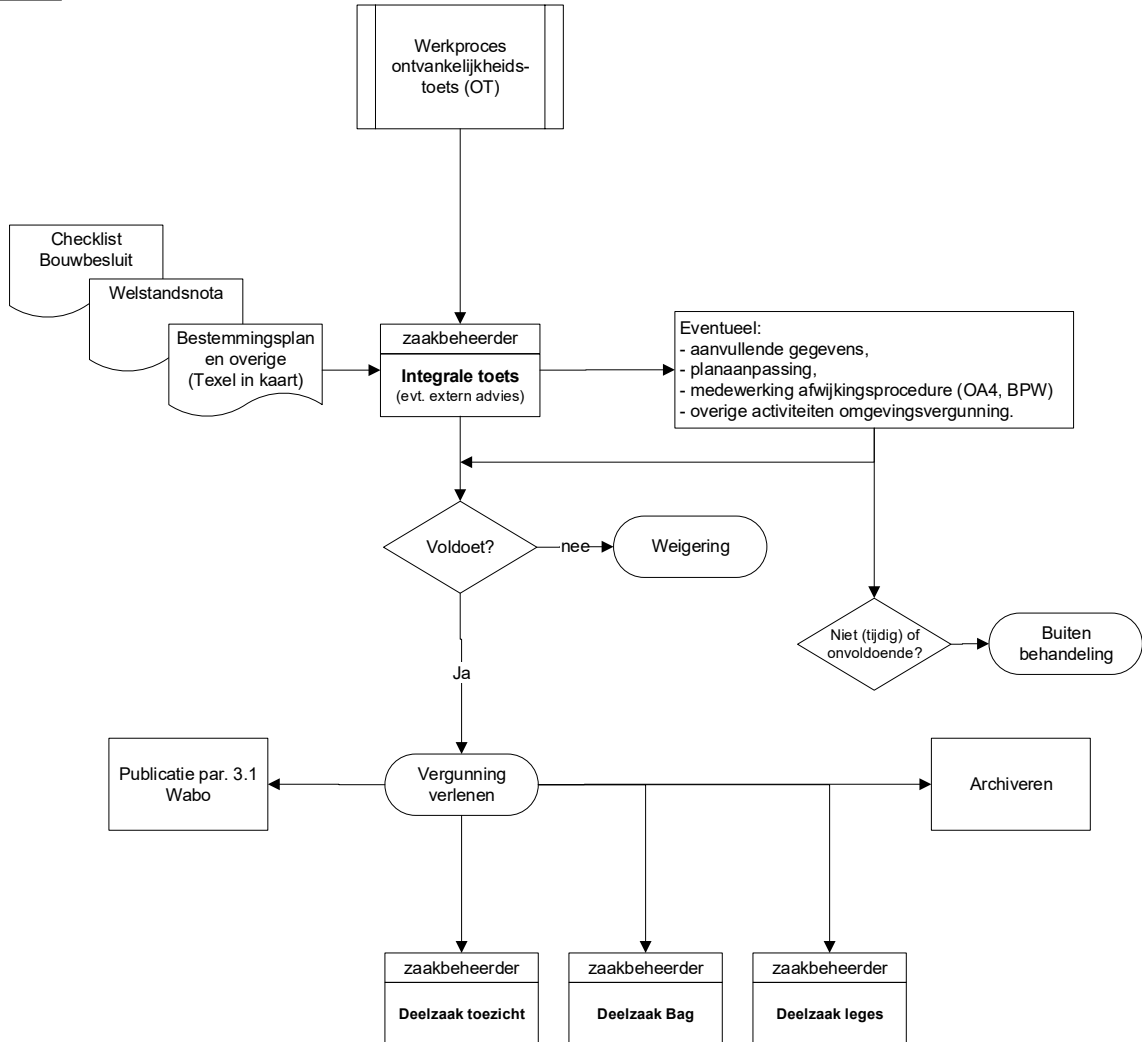 Werkproces
ontvankelijkheids-
toets (OT)
Checklist
Bouwbesluit
Welstandsnota
Bestemmingsplan
en overige
(Texel in kaart)
zaakbeheerder
Integrale toets
(evt. extern advies)
Eventueel:
- aanvullende gegevens,
- planaanpassing,
- medewerking afwijkingsprocedure (OA4, BPW)
- overige activiteiten omgevingsvergunning.
Voldoet?
nee
Weigering
Niet (tijdig) of
onvoldoende?
Buiten
behandeling
Ja
Publicatie par. 3.1
Wabo
Vergunning
verlenen
Archiveren
zaakbeheerder
Deelzaak toezicht
zaakbeheerder
Deelzaak Bag
zaakbeheerder
Deelzaak leges